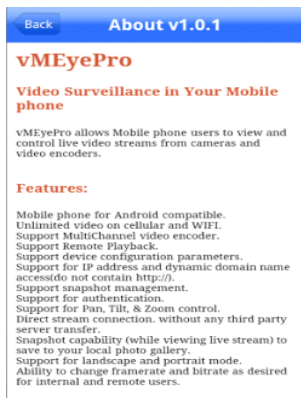 Back
About v1.0.1
vMEyePro
Video Surveillance in Your Mobile
phone
vMEyePro allows Mobile phone users to view and
control live video streams from cameras and
video encoders.
Features:
Mobile phone for Android compatible.
Unlimited video on cellular and WIFI.
Support MultiChannel video encoder.
Support Remote Playback.
Support device configuration parameters.
Support for IP address and dynamic domain name
access(do not contain http://).
Support snapshot management.
Support for authentication.
Support for Pan, Tilt, & Zoom control.
Direct stream connection. without any third party
server transfer.
Snapshot capability (while viewing live stream) to
save to your local photo gallery.
Support for landscape and portrait mode.
Ability to change framerate and bitrate as desired
for internal and remote users.